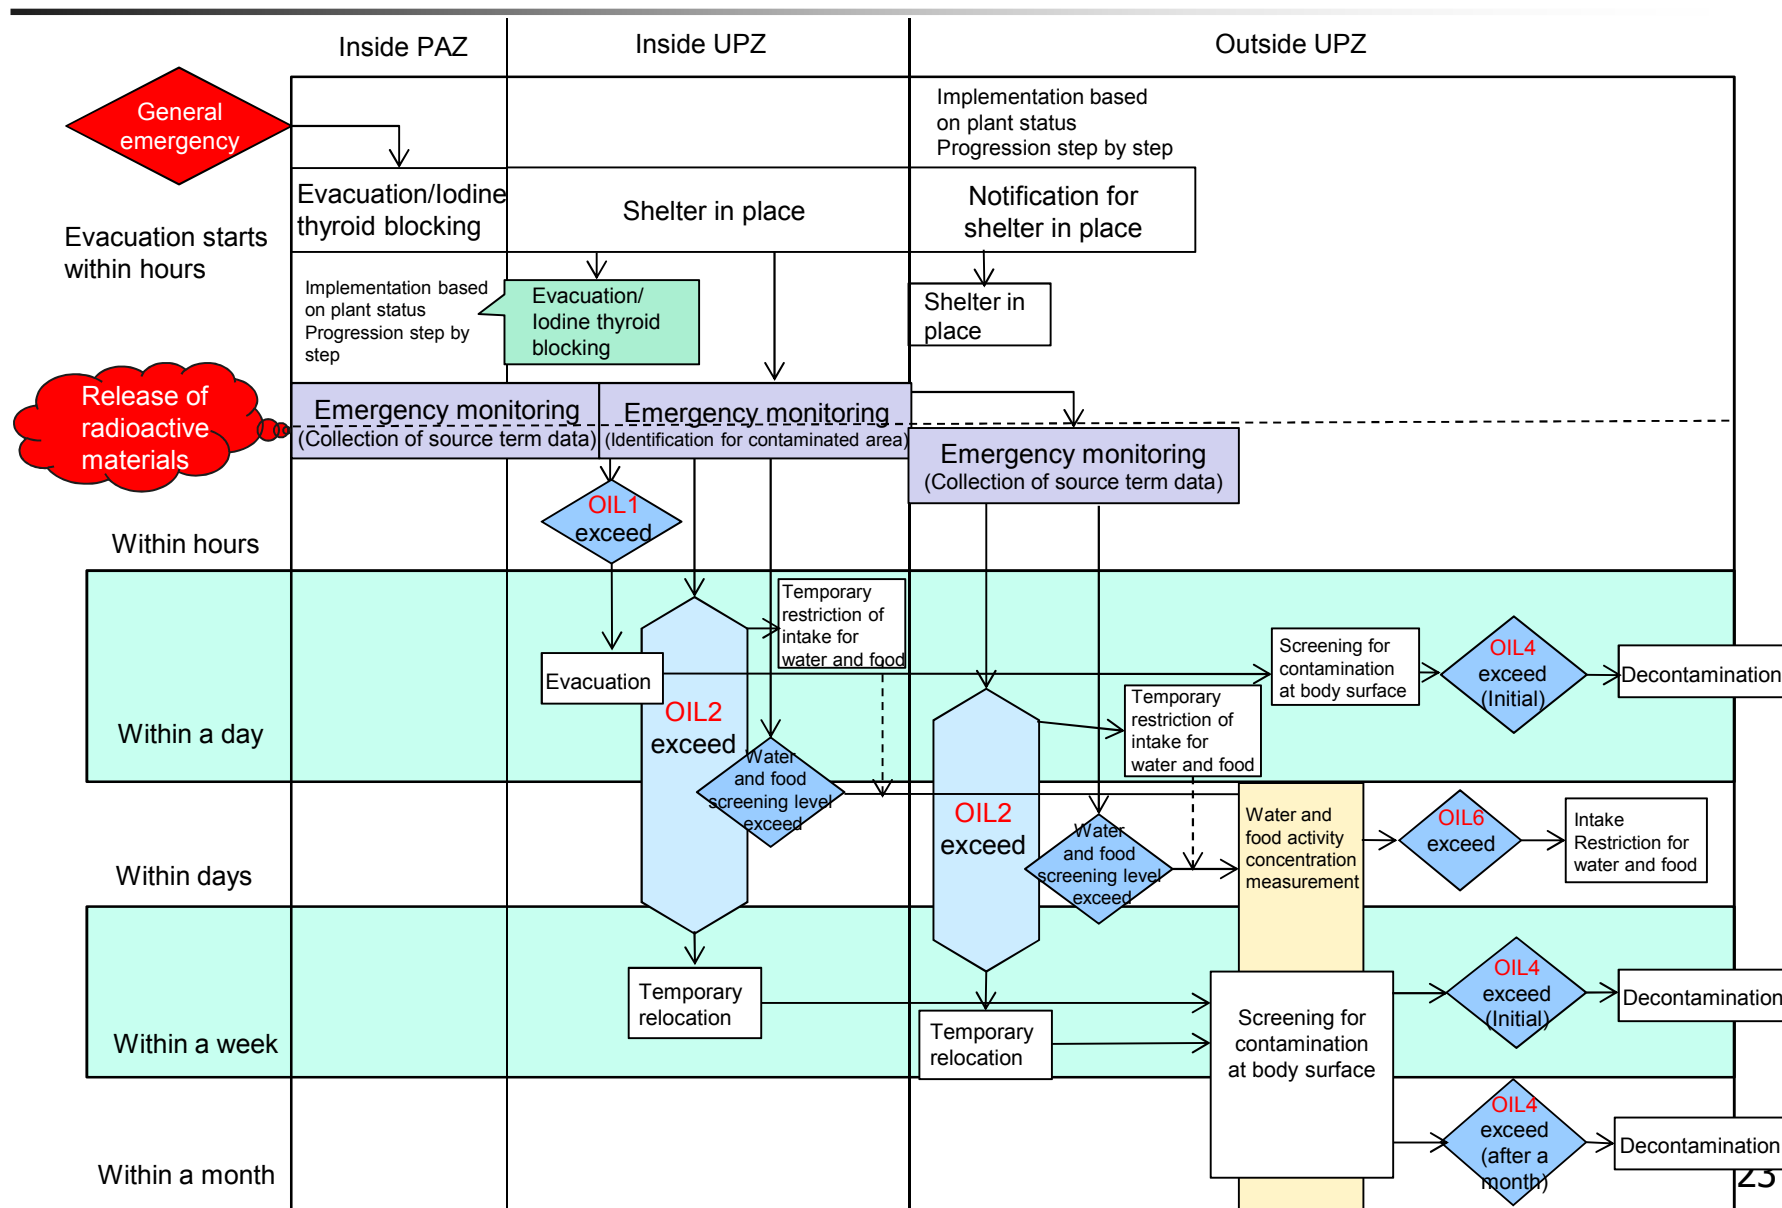 Inside PAZ
Inside UPZ
Outside UPZ
General
emergency
Implementation based
on plant status
Progression step by step
Evacuation/Iodine
thyroid blocking
Shelter in place
Notification for
shelter in place
Evacuation starts
within hours
Implementation based
on plant status
Progression step by
step
Evacuation/
Iodine thyroid
blocking
Shelter in
place
Release of
radioactive
materials
Emergency monitoring
(Collection of source term data)
Emergency monitoring
(Identification for contaminated area)
Emergency monitoring
(Collection of source term data)
OIL1
exceed
Within hours
Temporary
restriction of
intake for
water and food
Screening for
contamination
at body surface
OIL4
exceed
(Initial)
Decontamination
Evacuation
OIL2
exceed
Temporary
restriction of
intake for
water and food
Within a day
Water
and food
screening level
exceed
OIL2
exceed
Water
and food
screening level
exceed
Water and
food activity
concentration
measurement
OIL6
exceed
Intake
Restriction for
water and food
Within days
Temporary
relocation
Temporary
relocation
Screening for
contamination
at body surface
OIL4
exceed
(Initial)
Decontamination
Within a week
OIL4
exceed
(after a
month)
Decontamination
Within a month
23